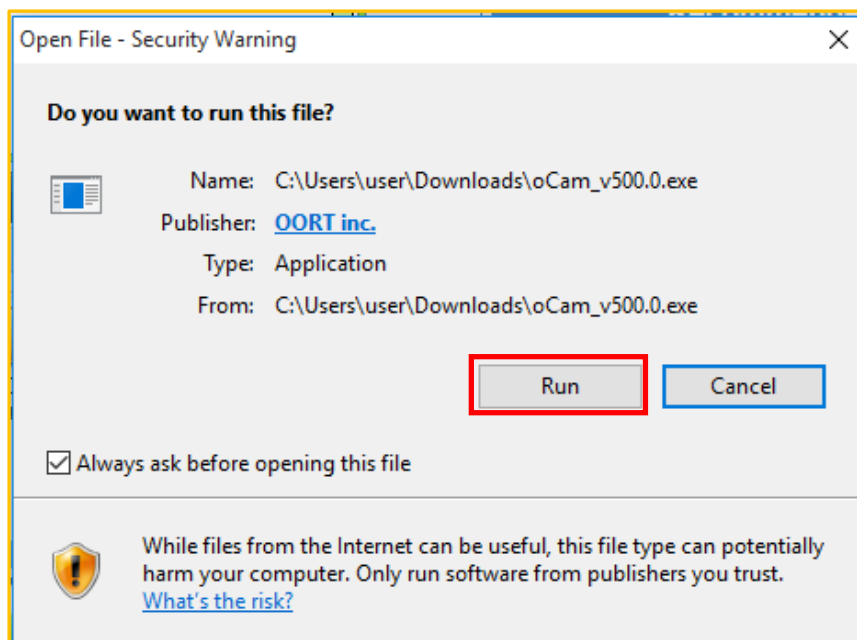 Open File - Security Warning
Do you want to run this file?
Name: C:\Users\user\Downloads\oCam_v500.0.exe
Publisher: OORT inc.
Type: Application
From: C:\Users\user\Downloads\oCam_v500.0.exe
Run Cancel
Always ask before opening this file
While files from the Internet can be useful, this file type can potentially
harm your computer. Only run software from publishers you trust.
What's the risk?